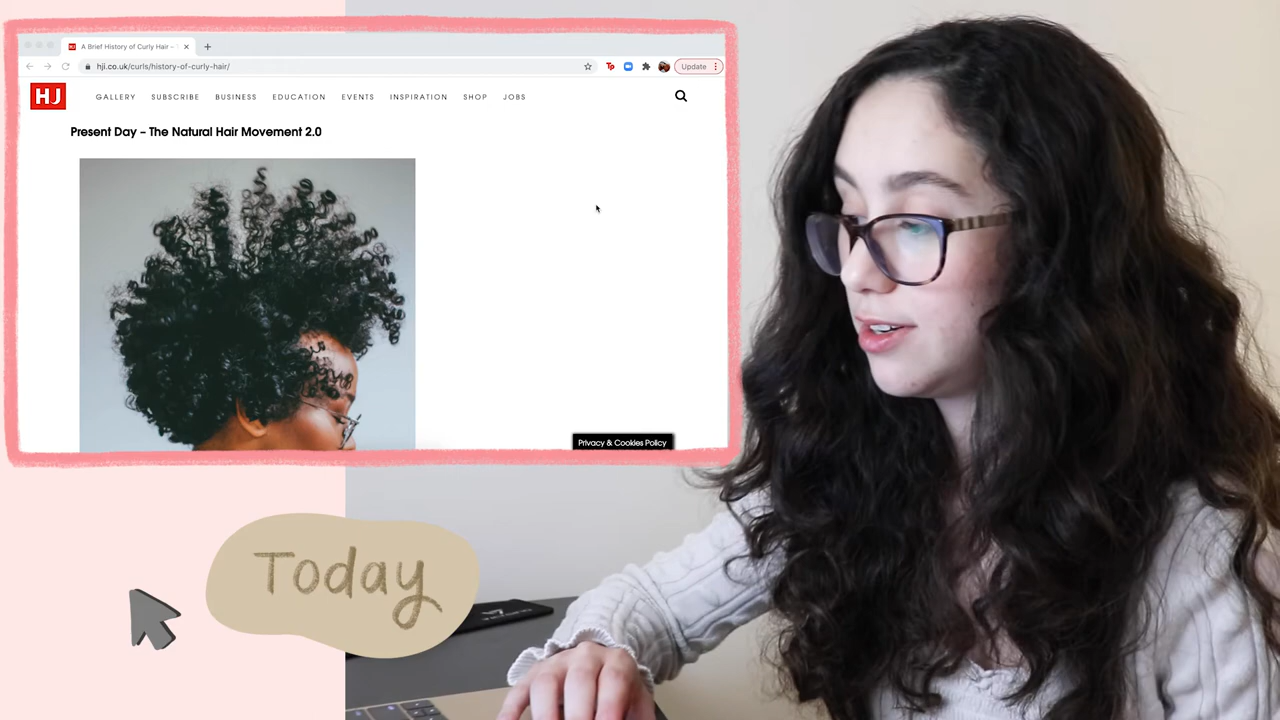 A Brief History of Curly Hair –
hji.co.uk/curls/history-of-curly-hair/
Tp
Update
HJ
GALLERY SUBSCRIBE BUSINESS EDUCATION EVENTS INSPIRATION SHOP JOBS
Present Day – The Natural Hair Movement 2.0
Privacy & Cookies Policy
Today